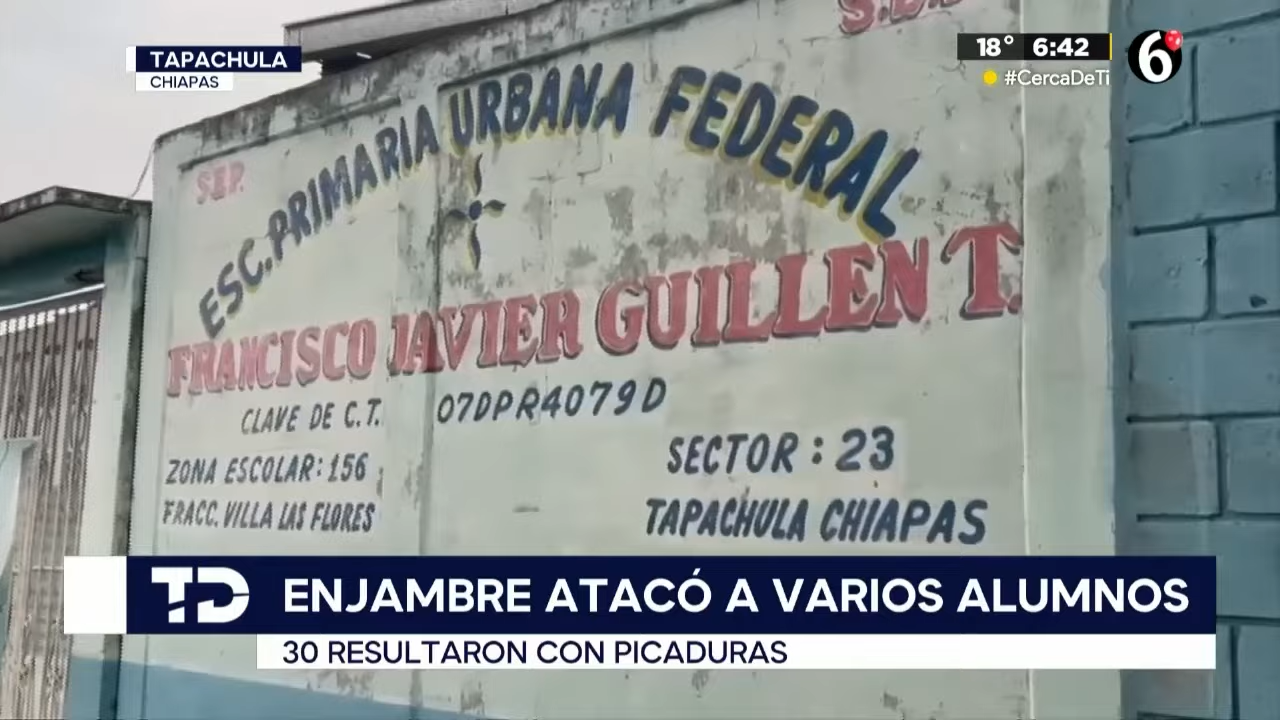 TAPACHULA
CHIAPAS
18° 6:42
#CercaDeTi
6
S.E.P.
ESC. PRIMARIA URBANA FEDERAL
FRANCISCO JAVIER GUILLEN T.
CLAVE DE C.T. 07DPR4079D
ZONA ESCOLAR: 156
SECTOR : 23
FRACC. VILLA LAS FLORES
TAPACHULA CHIAPAS
TD ENJAMBRE ATACÓ A VARIOS ALUMNOS
30 RESULTARON CON PICADURAS